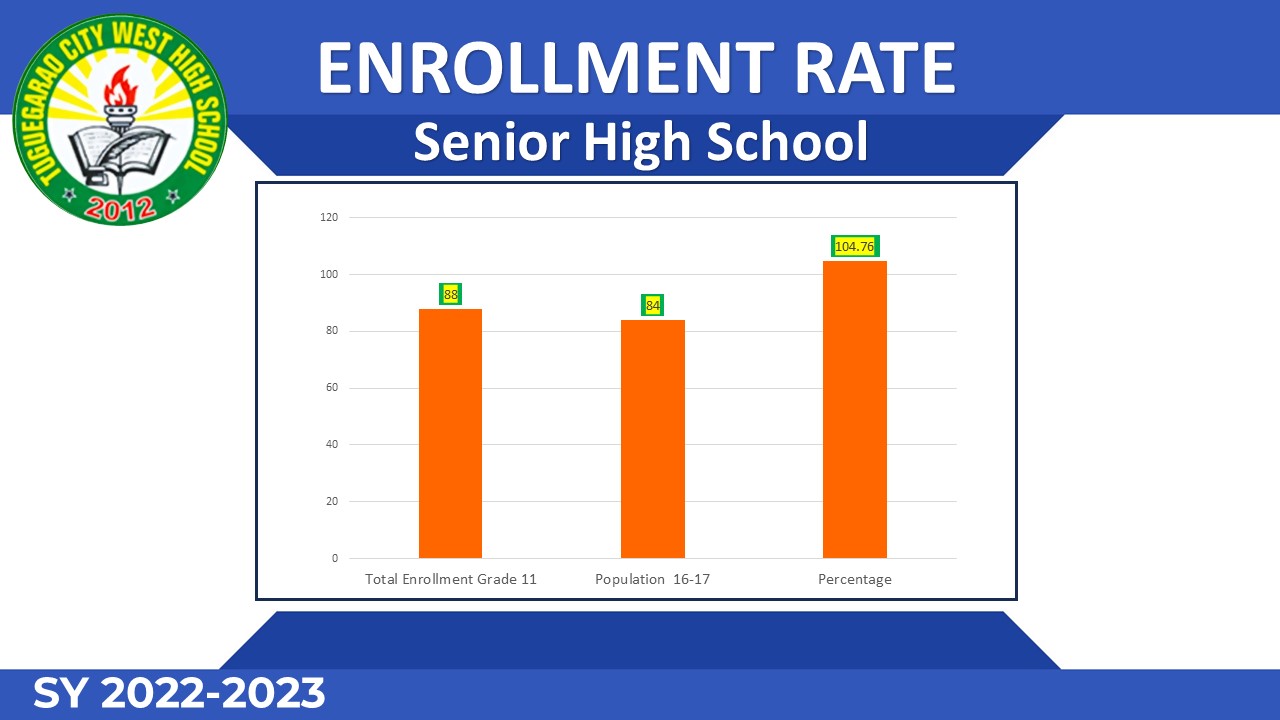 TUGUEGARAO CITY WEST HIGH SCHOOL
2012
ENROLLMENT RATE
Senior High School
120
100
80
60
40
20
0
88
84
104.76
Total Enrollment Grade 11
Population 16-17
Percentage
SY 2022-2023